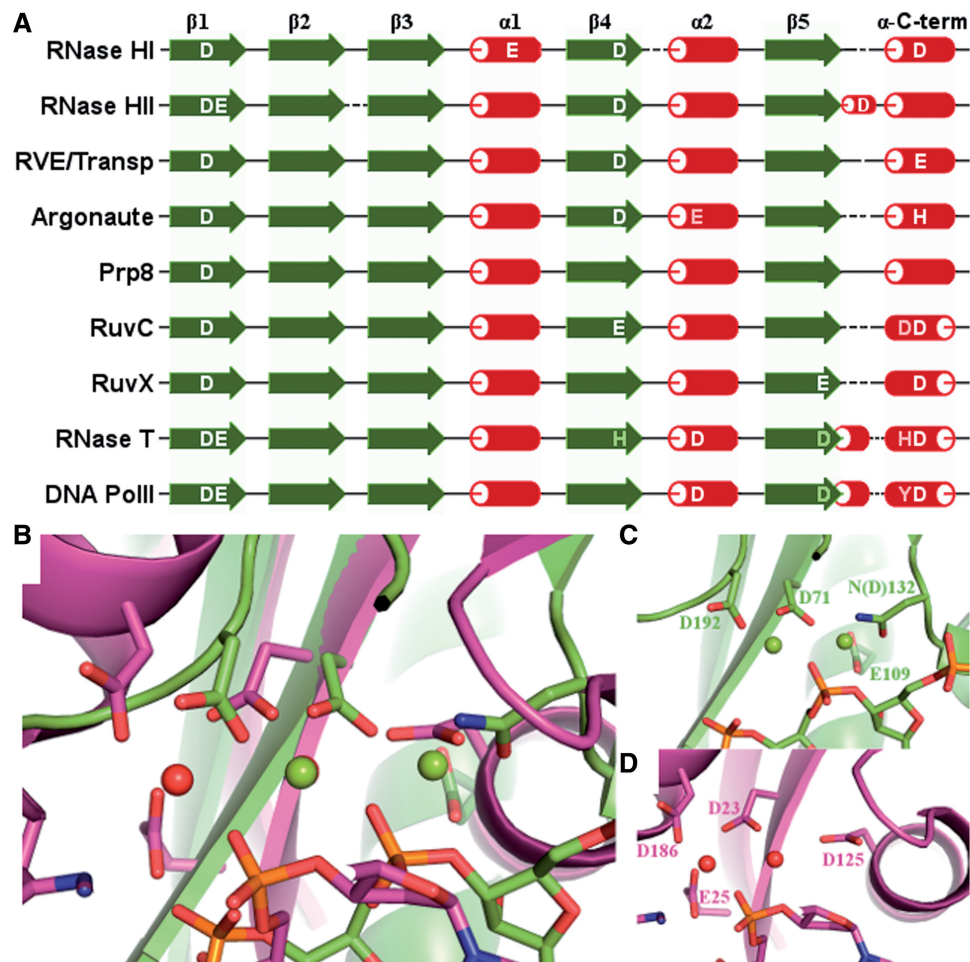 A
β1 β2 β3 α1 β4 α2 β5 α-C-term
RNase HI D E D D
RNase HII DE D D
RVE/Transp D D E
Argonaute D D E H
Prp8 D
RuvC D E DD
RuvX D E D
RNase T DE H D D HD
DNA PolII DE D D YD
B
C
D192 D71 N(D)132
E109
D
D186 D23 D125
E25